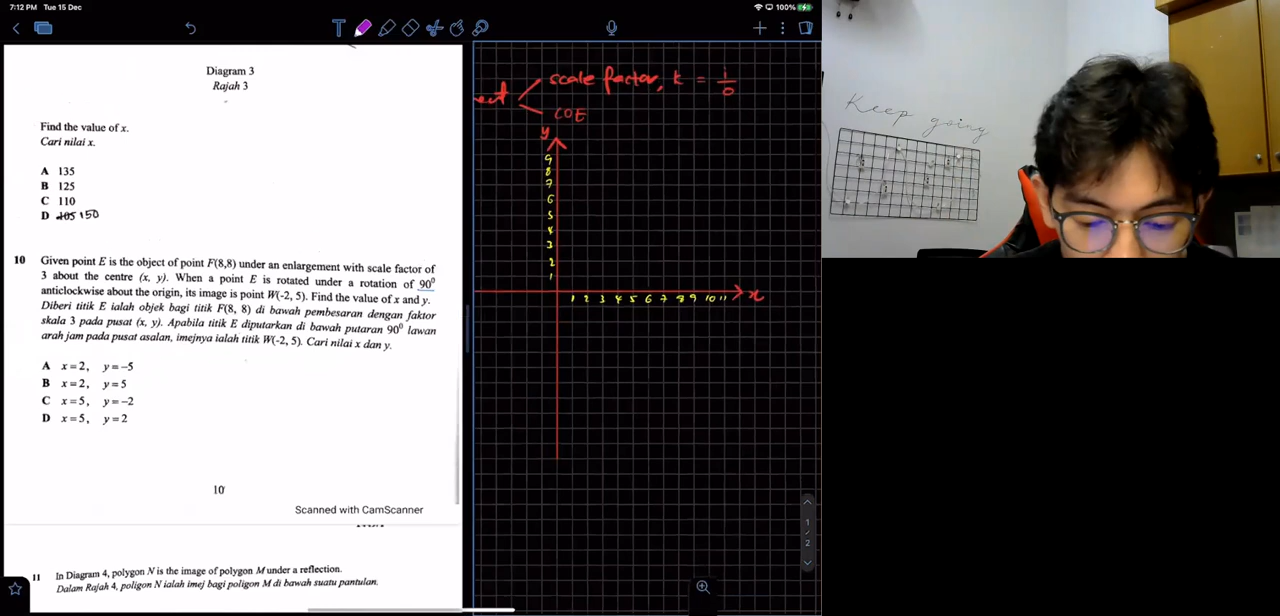 7:12 PM Tue 15 Dec
100%
Diagram 3
Rajah 3
Find the value of x.
Cari nilai x.
A 135
B 125
C 110
D 105 150
10 Given point E is the object of point F(8,8) under an enlargement with scale factor of
3 about the centre (x, y). When a point E is rotated under a rotation of 90⁰
anticlockwise about the origin, its image is point W(-2, 5). Find the value of x and y.
Diberi titik E ialah objek bagi titik F(8, 8) di bawah pembesaran dengan faktor
skala 3 pada pusat (x, y). Apabila titik E diputarkan di bawah putaran 90⁰ lawan
arah jam pada pusat asalan, imejnya ialah titik W(-2, 5). Cari nilai x dan y.
A x=2, y=-5
B x=2, y=5
C x=5, y=-2
D x=5, y=2
10
Scanned with CamScanner
11 In Diagram 4, polygon N is the image of polygon M under a reflection.
Dalam Rajah 4, poligon N ialah imej bagi poligon M di bawah suatu pantulan.
scale factor, k = i/o
COE
y
9
8
7
6
5
4
3
2
1
1 2 3 4 5 6 7 8 9 10 11 x
1
2
Keep going